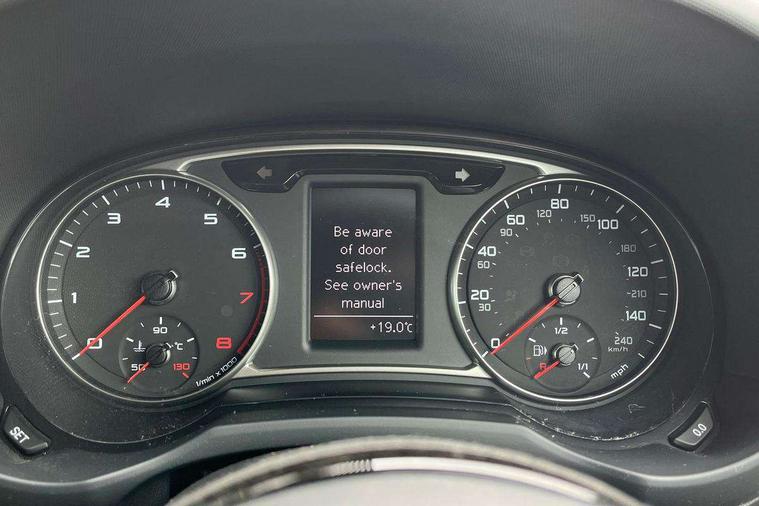 Be aware
of door
safelock.
See owner's
manual
+19.0°C
0
1
2
3
4
5
6
7
8
l/min x 1000
50
90
130
°C
0
20
40
60
80
100
120
140
mph
30
60
90
120
150
180
210
240
km/h
R
1/2
1/1
SET
0.0